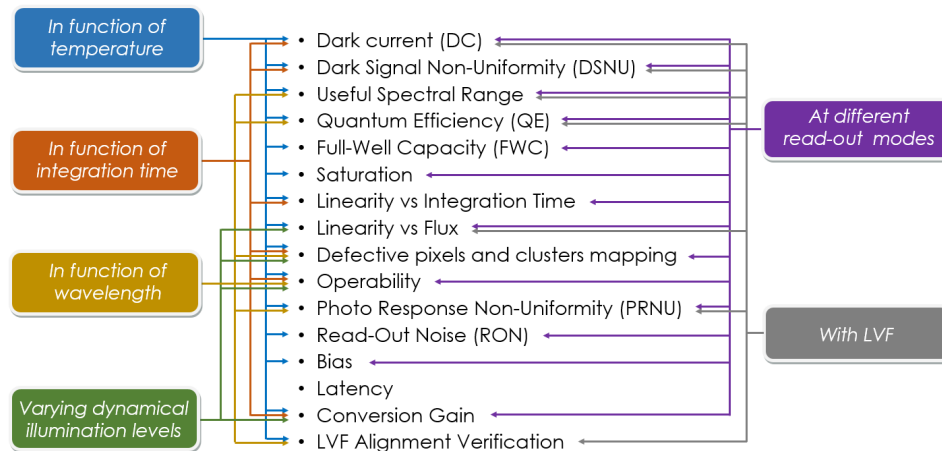 In function of
temperature
In function of
integration time
In function of
wavelength
Varying dynamical
illumination levels
• Dark current (DC)
• Dark Signal Non-Uniformity (DSNU)
• Useful Spectral Range
• Quantum Efficiency (QE)
• Full-Well Capacity (FWC)
• Saturation
• Linearity vs Integration Time
• Linearity vs Flux
• Defective pixels and clusters mapping
• Operability
• Photo Response Non-Uniformity (PRNU)
• Read-Out Noise (RON)
• Bias
• Latency
• Conversion Gain
• LVF Alignment Verification
At different
read-out modes
With LVF